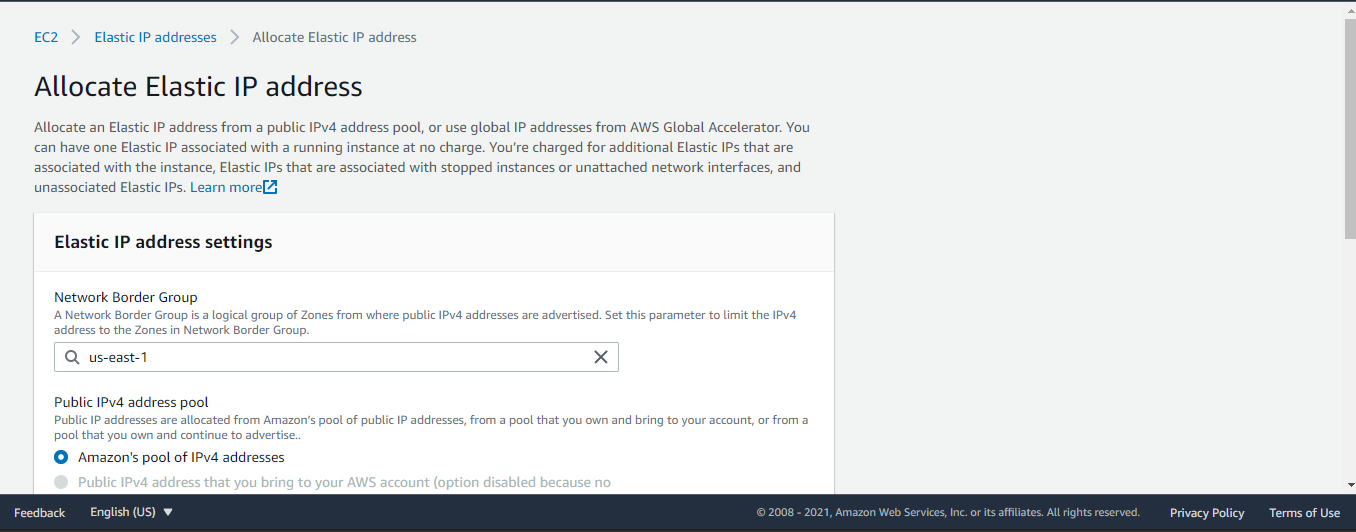 EC2 > Elastic IP addresses > Allocate Elastic IP address
Allocate Elastic IP address
Allocate an Elastic IP address from a public IPv4 address pool, or use global IP addresses from AWS Global Accelerator. You
can have one Elastic IP associated with a running instance at no charge. You’re charged for additional Elastic IPs that are
associated with the instance, Elastic IPs that are associated with stopped instances or unattached network interfaces, and
unassociated Elastic IPs. Learn more
Elastic IP address settings
Network Border Group
A Network Border Group is a logical group of Zones from where public IPv4 addresses are advertised. Set this parameter to limit the IPv4
address to the Zones in Network Border Group.
us-east-1
Public IPv4 address pool
Public IP addresses are allocated from Amazon’s pool of public IP addresses, from a pool that you own and bring to your account, or from a
pool that you own and continue to advertise..
Amazon's pool of IPv4 addresses
Public IPv4 address that you bring to your AWS account (option disabled because no
Feedback English (US) © 2008 - 2021, Amazon Web Services, Inc. or its affiliates. All rights reserved. Privacy Policy Terms of Use